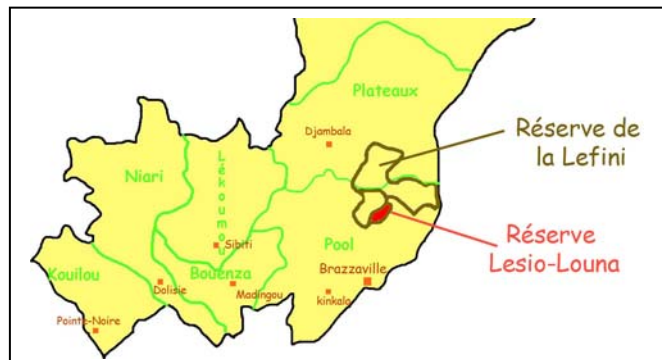 Plateaux
Djambala
Réserve de
la Lefini
Niari
Lékoumou
Sibiti
Pool
Réserve
Lesio-Louna
Kouilou
Bouenza
Brazzaville
Dolisie
Madingou
kinkala
Pointe-Noire